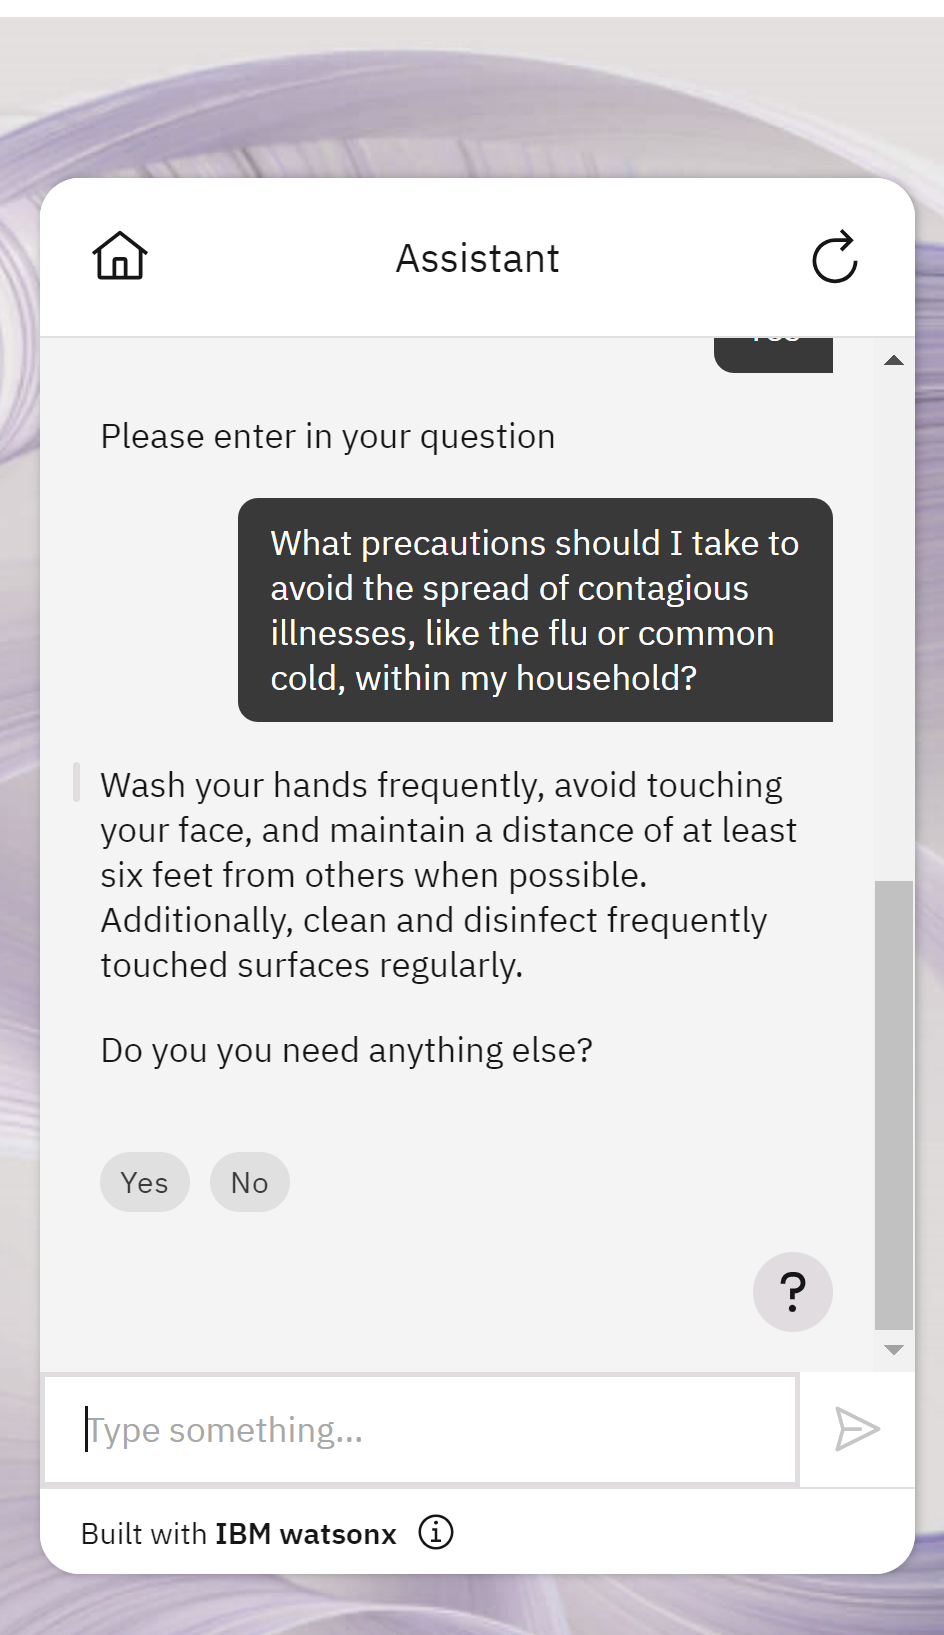 Assistant
Please enter in your question
What precautions should I take to
avoid the spread of contagious
illnesses, like the flu or common
cold, within my household?
Wash your hands frequently, avoid touching
your face, and maintain a distance of at least
six feet from others when possible.
Additionally, clean and disinfect frequently
touched surfaces regularly.
Do you you need anything else?
Yes No
?
Type something...
Built with IBM watsonx